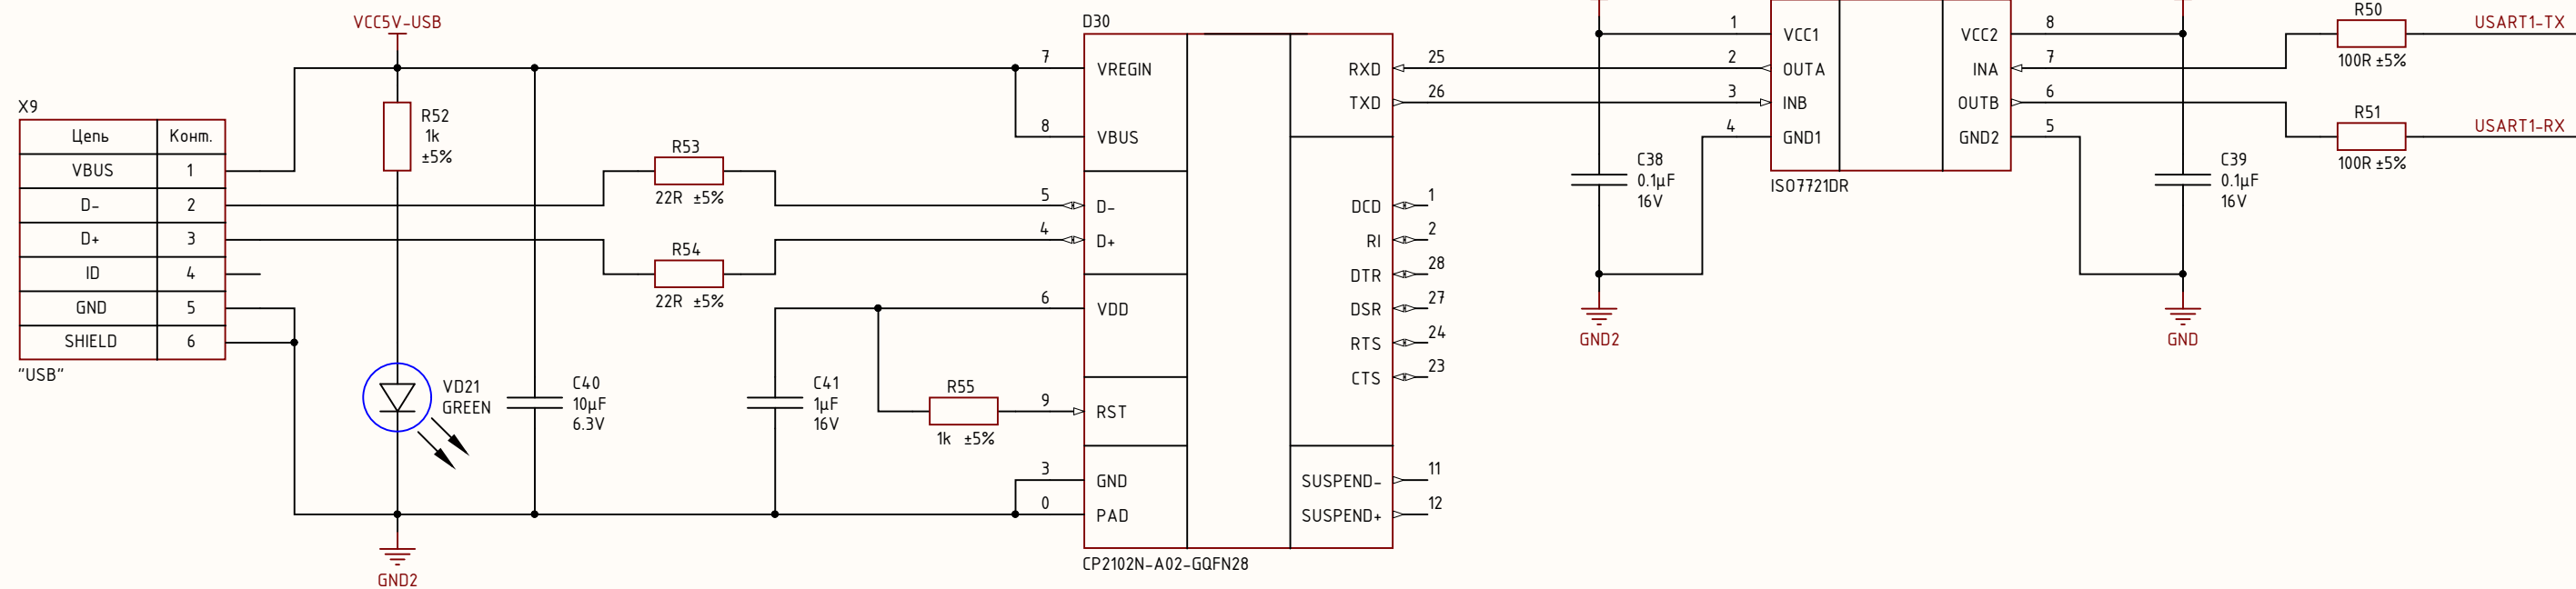 VCC5V-USB
X9
Цепь Конт.
VBUS 1
D- 2
D+ 3
ID 4
GND 5
SHIELD 6
"USB"
R52
1k
±5%
VD21
GREEN
GND2
C40
10µF
6.3V
R53
22R ±5%
R54
22R ±5%
C41
1µF
16V
R55
1k ±5%
D30
7 VREGIN
8 VBUS
5 D-
4 D+
6 VDD
9 RST
3 GND
0 PAD
RXD 25
TXD 26
DCD 1
RI 2
DTR 28
DSR 27
RTS 24
CTS 23
SUSPEND- 11
SUSPEND+ 12
CP2102N-A02-GQFN28
C38
0.1µF
16V
GND2
1 VCC1
2 OUTA
3 INB
4 GND1
VCC2 8
INA 7
OUTB 6
GND2 5
ISO7721DR
C39
0.1µF
16V
GND
R50
100R ±5%
USART1-TX
R51
100R ±5%
USART1-RX